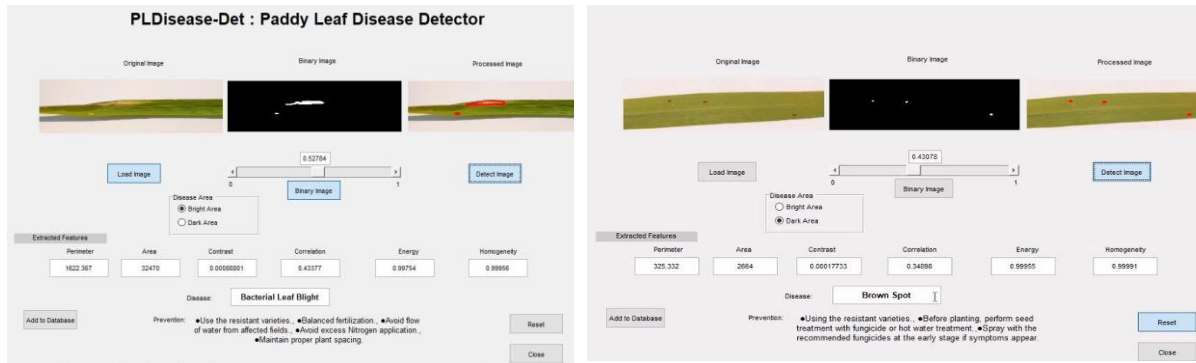 PLDisease-Det : Paddy Leaf Disease Detector
Original Image Binary Image Processed Image
0.52784
Load Image
0 1
Binary Image
Detect Image
Disease Area
Bright Area
Dark Area
Extracted Features
Perimeter Area Contrast Correlation Energy Homogeneity
1622.367 32470 0.00088801 0.43377 0.99754 0.99956
Disease: Bacterial Leaf Blight
Add to Database
Prevention: ●Use the resistant varieties., ●Balanced fertilization., ●Avoid flow
of water from affected fields., ●Avoid excess Nitrogen application.,
●Maintain proper plant spacing.
Reset
Close
Original Image Binary Image Processed Image
0.43078
Load Image
0 1
Binary Image
Detect Image
Disease Area
Bright Area
Dark Area
Extracted Features
Perimeter Area Contrast Correlation Energy Homogeneity
325.332 2664 0.00017733 0.34898 0.99955 0.99991
Disease: Brown Spot
Add to Database
Prevention: ●Using the resistant varieties., ●Before planting, perform seed
treatment with fungicide or hot water treatment.,●Spray with the
recommended fungicides at the early stage if symptoms appear.
Reset
Close